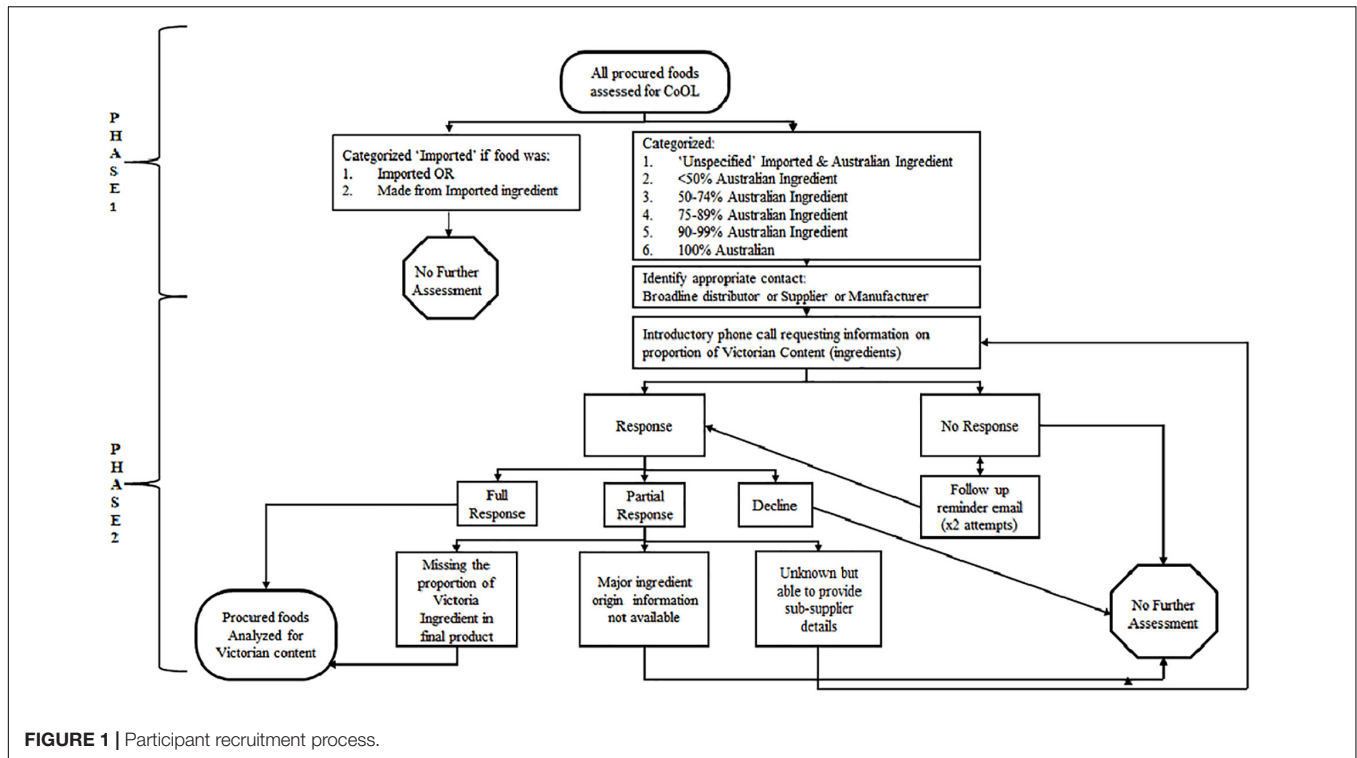 PHASE1
All procured foods
assessed for CoOL
Categorized 'Imported' if food was:
1. Imported OR
2. Made from Imported ingredient
No Further
Assessment
Categorized:
1. 'Unspecified' Imported & Australian Ingredient
2. <50% Australian Ingredient
3. 50-74% Australian Ingredient
4. 75-89% Australian Ingredient
5. 90-99% Australian Ingredient
6. 100% Australian
Identify appropriate contact:
Broadline distributor or Supplier or Manufacturer
PHASE2
Introductory phone call requesting information on
proportion of Victorian Content (ingredients)
Response
No Response
Full
Response
Partial
Response
Decline
Follow up
reminder email
(x2 attempts)
Missing the
proportion of
Victoria
Ingredient in
final product
Major ingredient
origin information
not available
Unknown but
able to provide
sub-supplier
details
No Further
Assessment
Procured foods
Analyzed for
Victorian content
FIGURE 1 | Participant recruitment process.